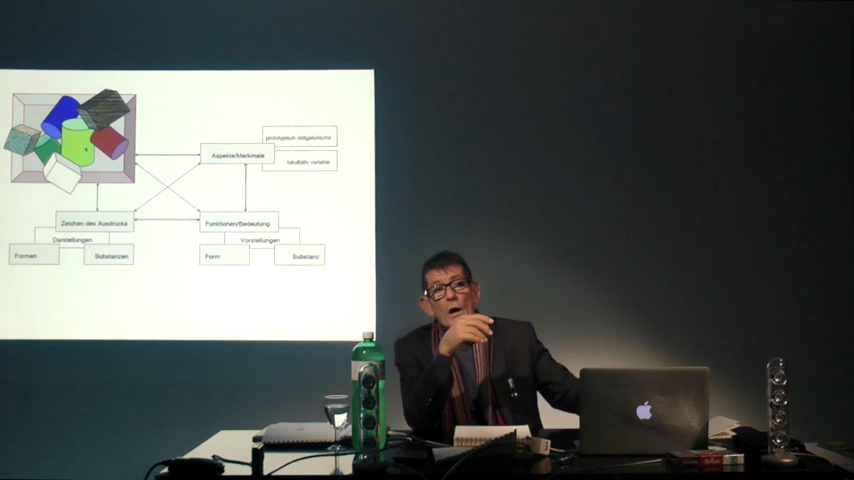 prototypisch obligatorische
Aspekte/Merkmale
fakultativ variable
Zeichen des Ausdrucks
Funktionen/Bedeutung
Darstellungen
Vorstellungen
Formen
Substanzen
Form
Substanz